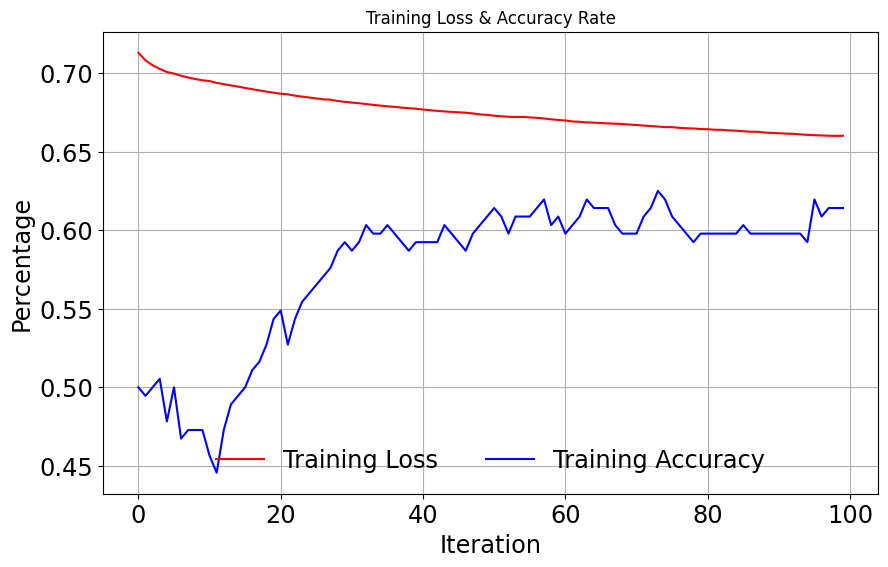 Training Loss & Accuracy Rate
0.70
0.65
0.60
0.55
0.50
0.45
Percentage
Training Loss
Training Accuracy
0 20 40 60 80 100
Iteration